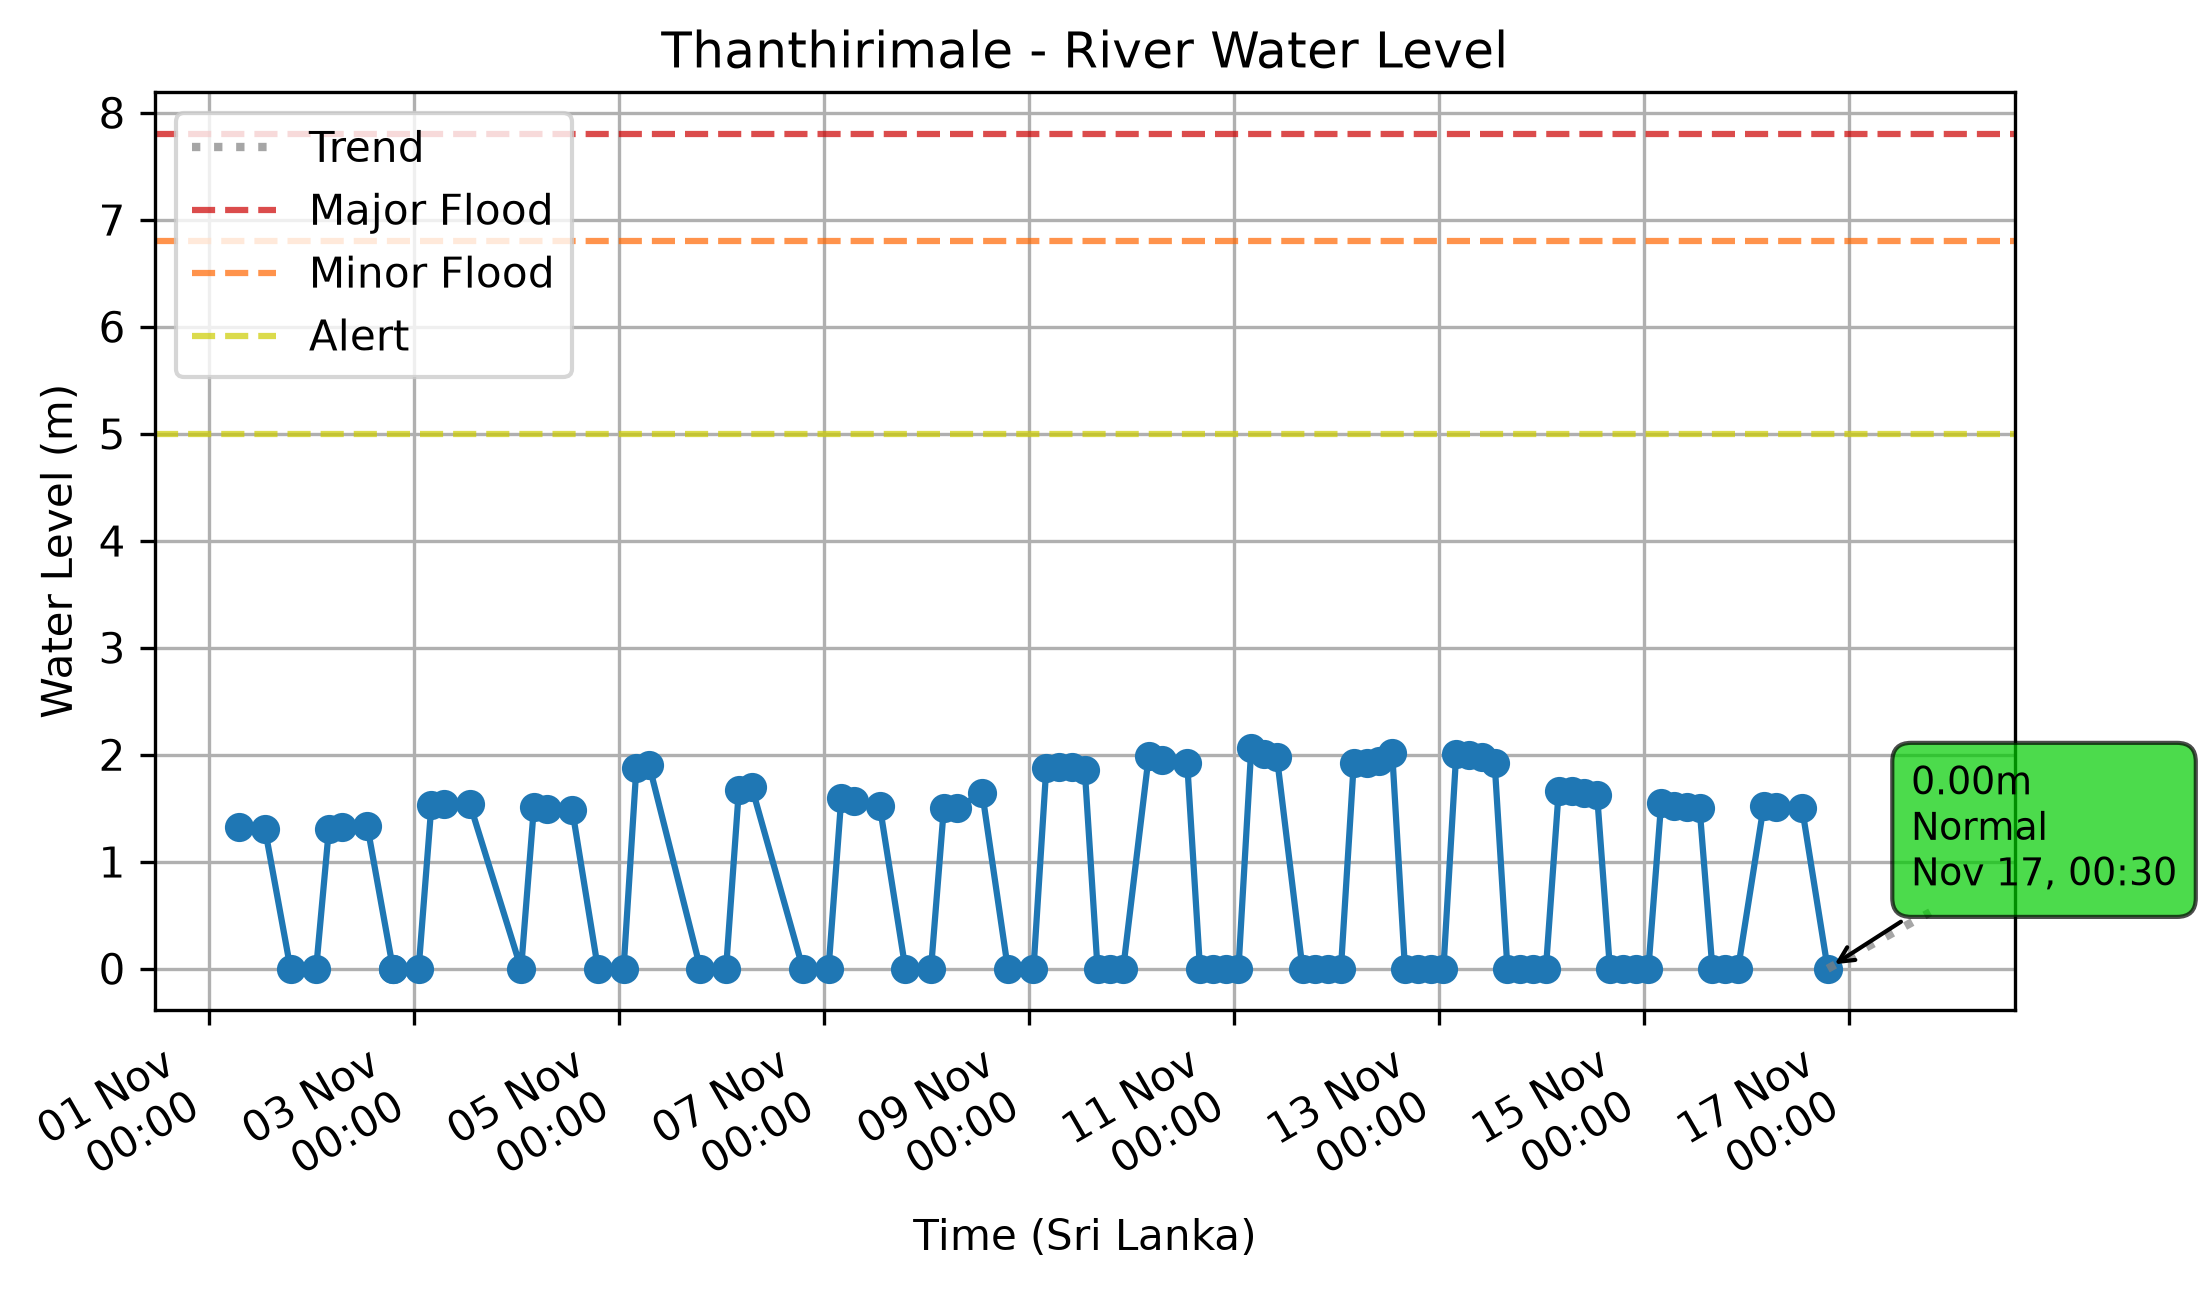 Thanthirimale - River Water Level
8
7
6
5
4
3
2
1
0
Water Level (m)
Trend
Major Flood
Minor Flood
Alert
0.00m
Normal
Nov 17, 00:30
01 Nov
00:00
03 Nov
00:00
05 Nov
00:00
07 Nov
00:00
09 Nov
00:00
11 Nov
00:00
13 Nov
00:00
15 Nov
00:00
17 Nov
00:00
Time (Sri Lanka)